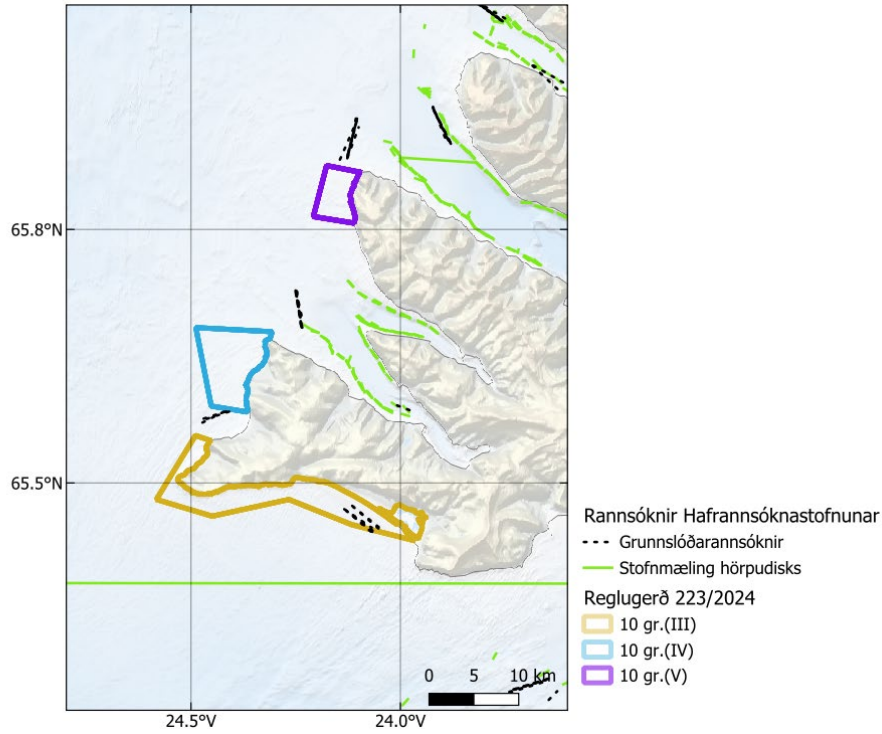 65.8°N
65.5°N
24.5°V
24.0°V
0 5 10 km
Rannsóknir Hafrannsóknastofnunar
Grunnslóðarannsóknir
Stofnmæling hörpudisks
Reglugerð 223/2024
10 gr.(III)
10 gr.(IV)
10 gr.(V)